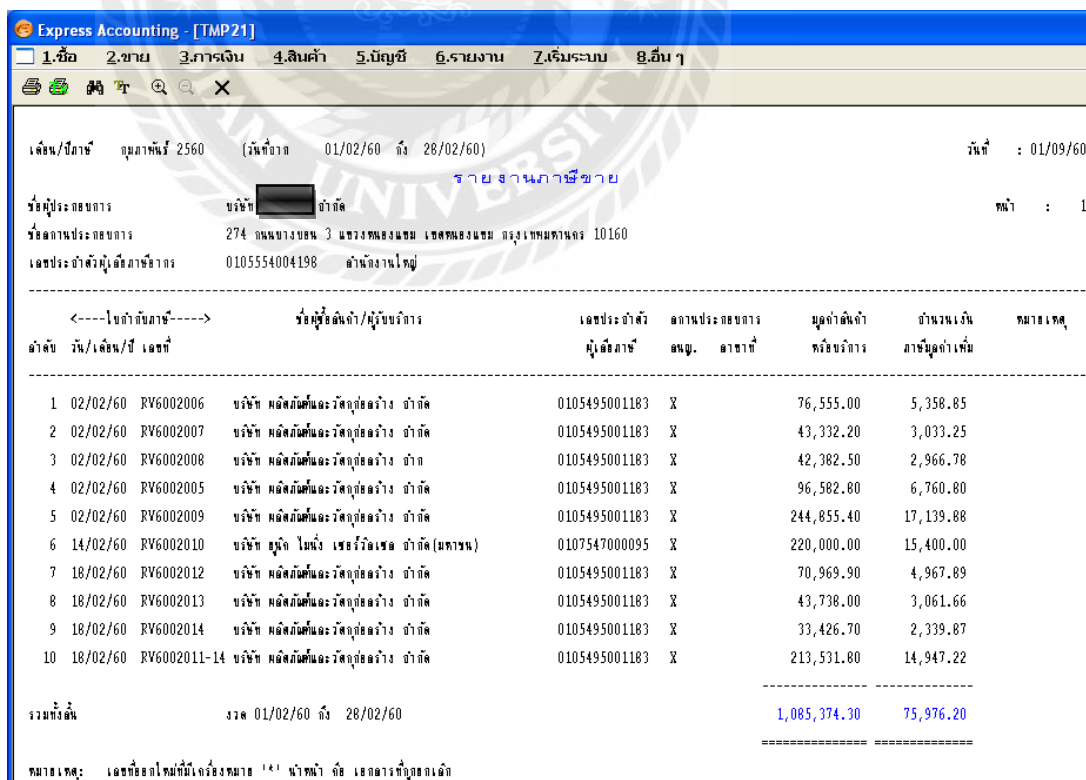 Express Accounting - [TMP21]
1.ซื้อ 2.ขาย 3.การเงิน 4.สินค้า 5.บัญชี 6.รายงาน 7.เริ่มระบบ 8.อื่น ๆ
เดือน/ปีภาษี กุมภาพันธ์ 2560 (วันที่จาก 01/02/60 ถึง 28/02/60) วันที่ : 01/09/60
รายงานภาษีขาย
ชื่อผู้ประกอบการ บริษัท จำกัด หน้า : 1
ชื่อสถานประกอบการ 274 ถนนบางบอน 3 แขวงหนองแขม เขตหนองแขม กรุงเทพมหานคร 10160
เลขประจำตัวผู้เสียภาษีอากร 0105554004198 สำนักงานใหญ่
<----ใบกำกับภาษี-----> ชื่อผู้ซื้อสินค้า/ผู้รับบริการ เลขประจำตัว สถานประกอบการ มูลค่าสินค้า จำนวนเงิน หมายเหตุ
ลำดับ วัน/เดือน/ปี เลขที่ ผู้เสียภาษี สนญ. สาขาที่ หรือบริการ ภาษีมูลค่าเพิ่ม
1 02/02/60 RV6002006 บริษัท ผลิตภัณฑ์และวัตถุก่อสร้าง จำกัด 0105495001183 X 76,555.00 5,358.85
2 02/02/60 RV6002007 บริษัท ผลิตภัณฑ์และวัตถุก่อสร้าง จำกัด 0105495001183 X 43,332.20 3,033.25
3 02/02/60 RV6002008 บริษัท ผลิตภัณฑ์และวัตถุก่อสร้าง จำก 0105495001183 X 42,382.50 2,966.78
4 02/02/60 RV6002005 บริษัท ผลิตภัณฑ์และวัตถุก่อสร้าง จำกัด 0105495001183 X 96,582.80 6,760.80
5 02/02/60 RV6002009 บริษัท ผลิตภัณฑ์และวัตถุก่อสร้าง จำกัด 0105495001183 X 244,855.40 17,139.88
6 14/02/60 RV6002010 บริษัท ยูนิค ไมนิ่ง เซอร์วิสเซส จำกัด(มหาชน) 0107547000095 X 220,000.00 15,400.00
7 18/02/60 RV6002012 บริษัท ผลิตภัณฑ์และวัตถุก่อสร้าง จำกัด 0105495001183 X 70,969.90 4,967.89
8 18/02/60 RV6002013 บริษัท ผลิตภัณฑ์และวัตถุก่อสร้าง จำกัด 0105495001183 X 43,738.00 3,061.66
9 18/02/60 RV6002014 บริษัท ผลิตภัณฑ์และวัตถุก่อสร้าง จำกัด 0105495001183 X 33,426.70 2,339.87
10 18/02/60 RV6002011-14 บริษัท ผลิตภัณฑ์และวัตถุก่อสร้าง จำกัด 0105495001183 X 213,531.80 14,947.22
รวมทั้งสิ้น งวด 01/02/60 ถึง 28/02/60 1,085,374.30 75,976.20
หมายเหตุ: เลขที่ออกใหม่ที่มีเครื่องหมาย '*' นำหน้า คือ เอกสารที่ถูกยกเลิก